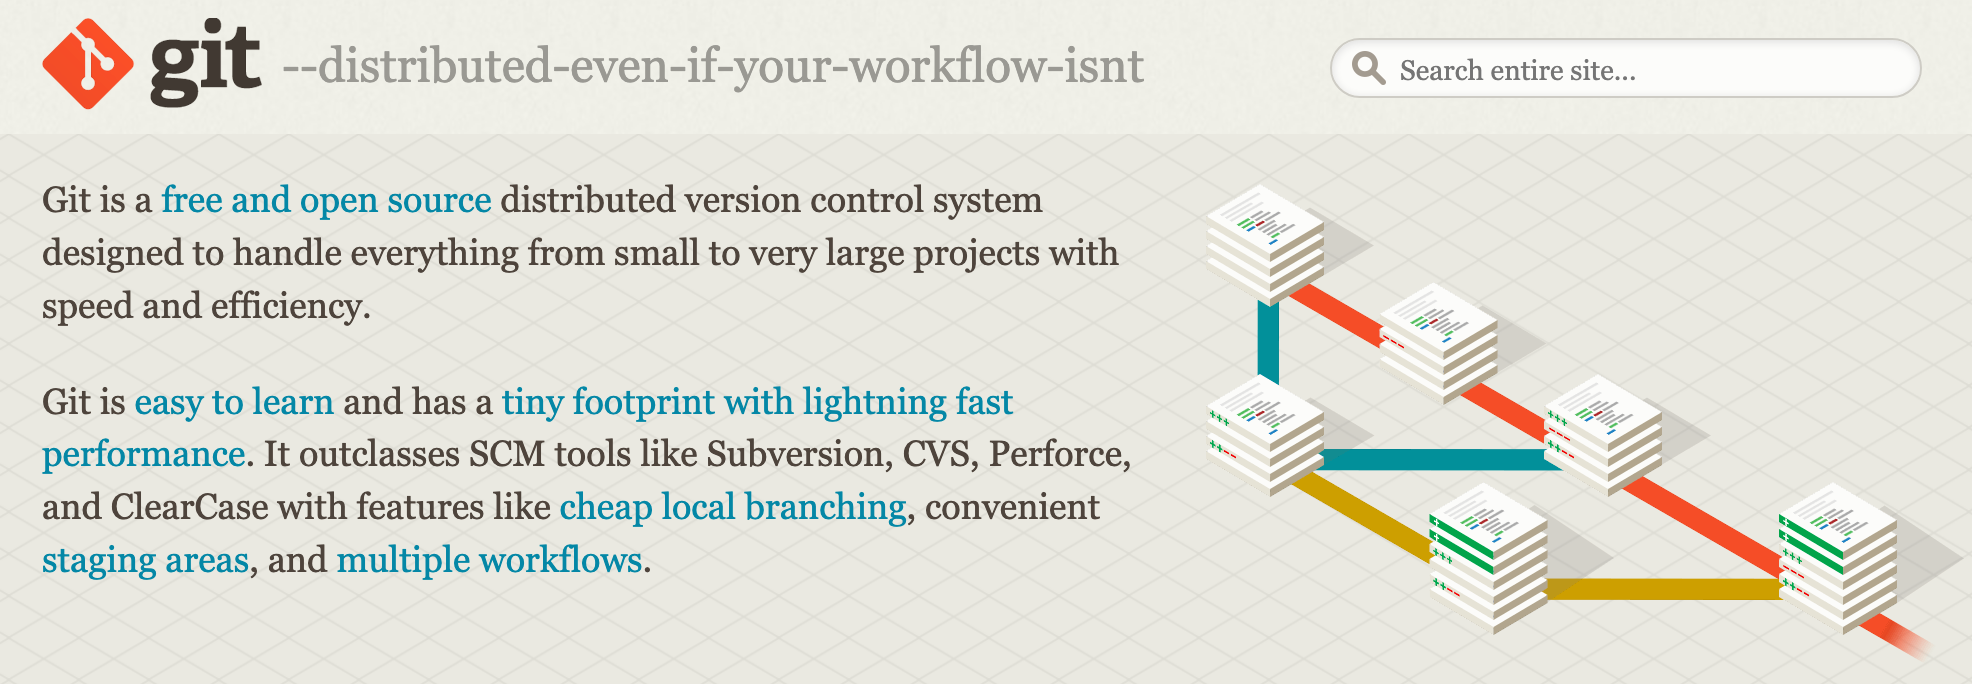 git --distributed-even-if-your-workflow-isnt
Search entire site...
Git is a free and open source distributed version control system
designed to handle everything from small to very large projects with
speed and efficiency.
Git is easy to learn and has a tiny footprint with lightning fast
performance. It outclasses SCM tools like Subversion, CVS, Perforce,
and ClearCase with features like cheap local branching, convenient
staging areas, and multiple workflows.